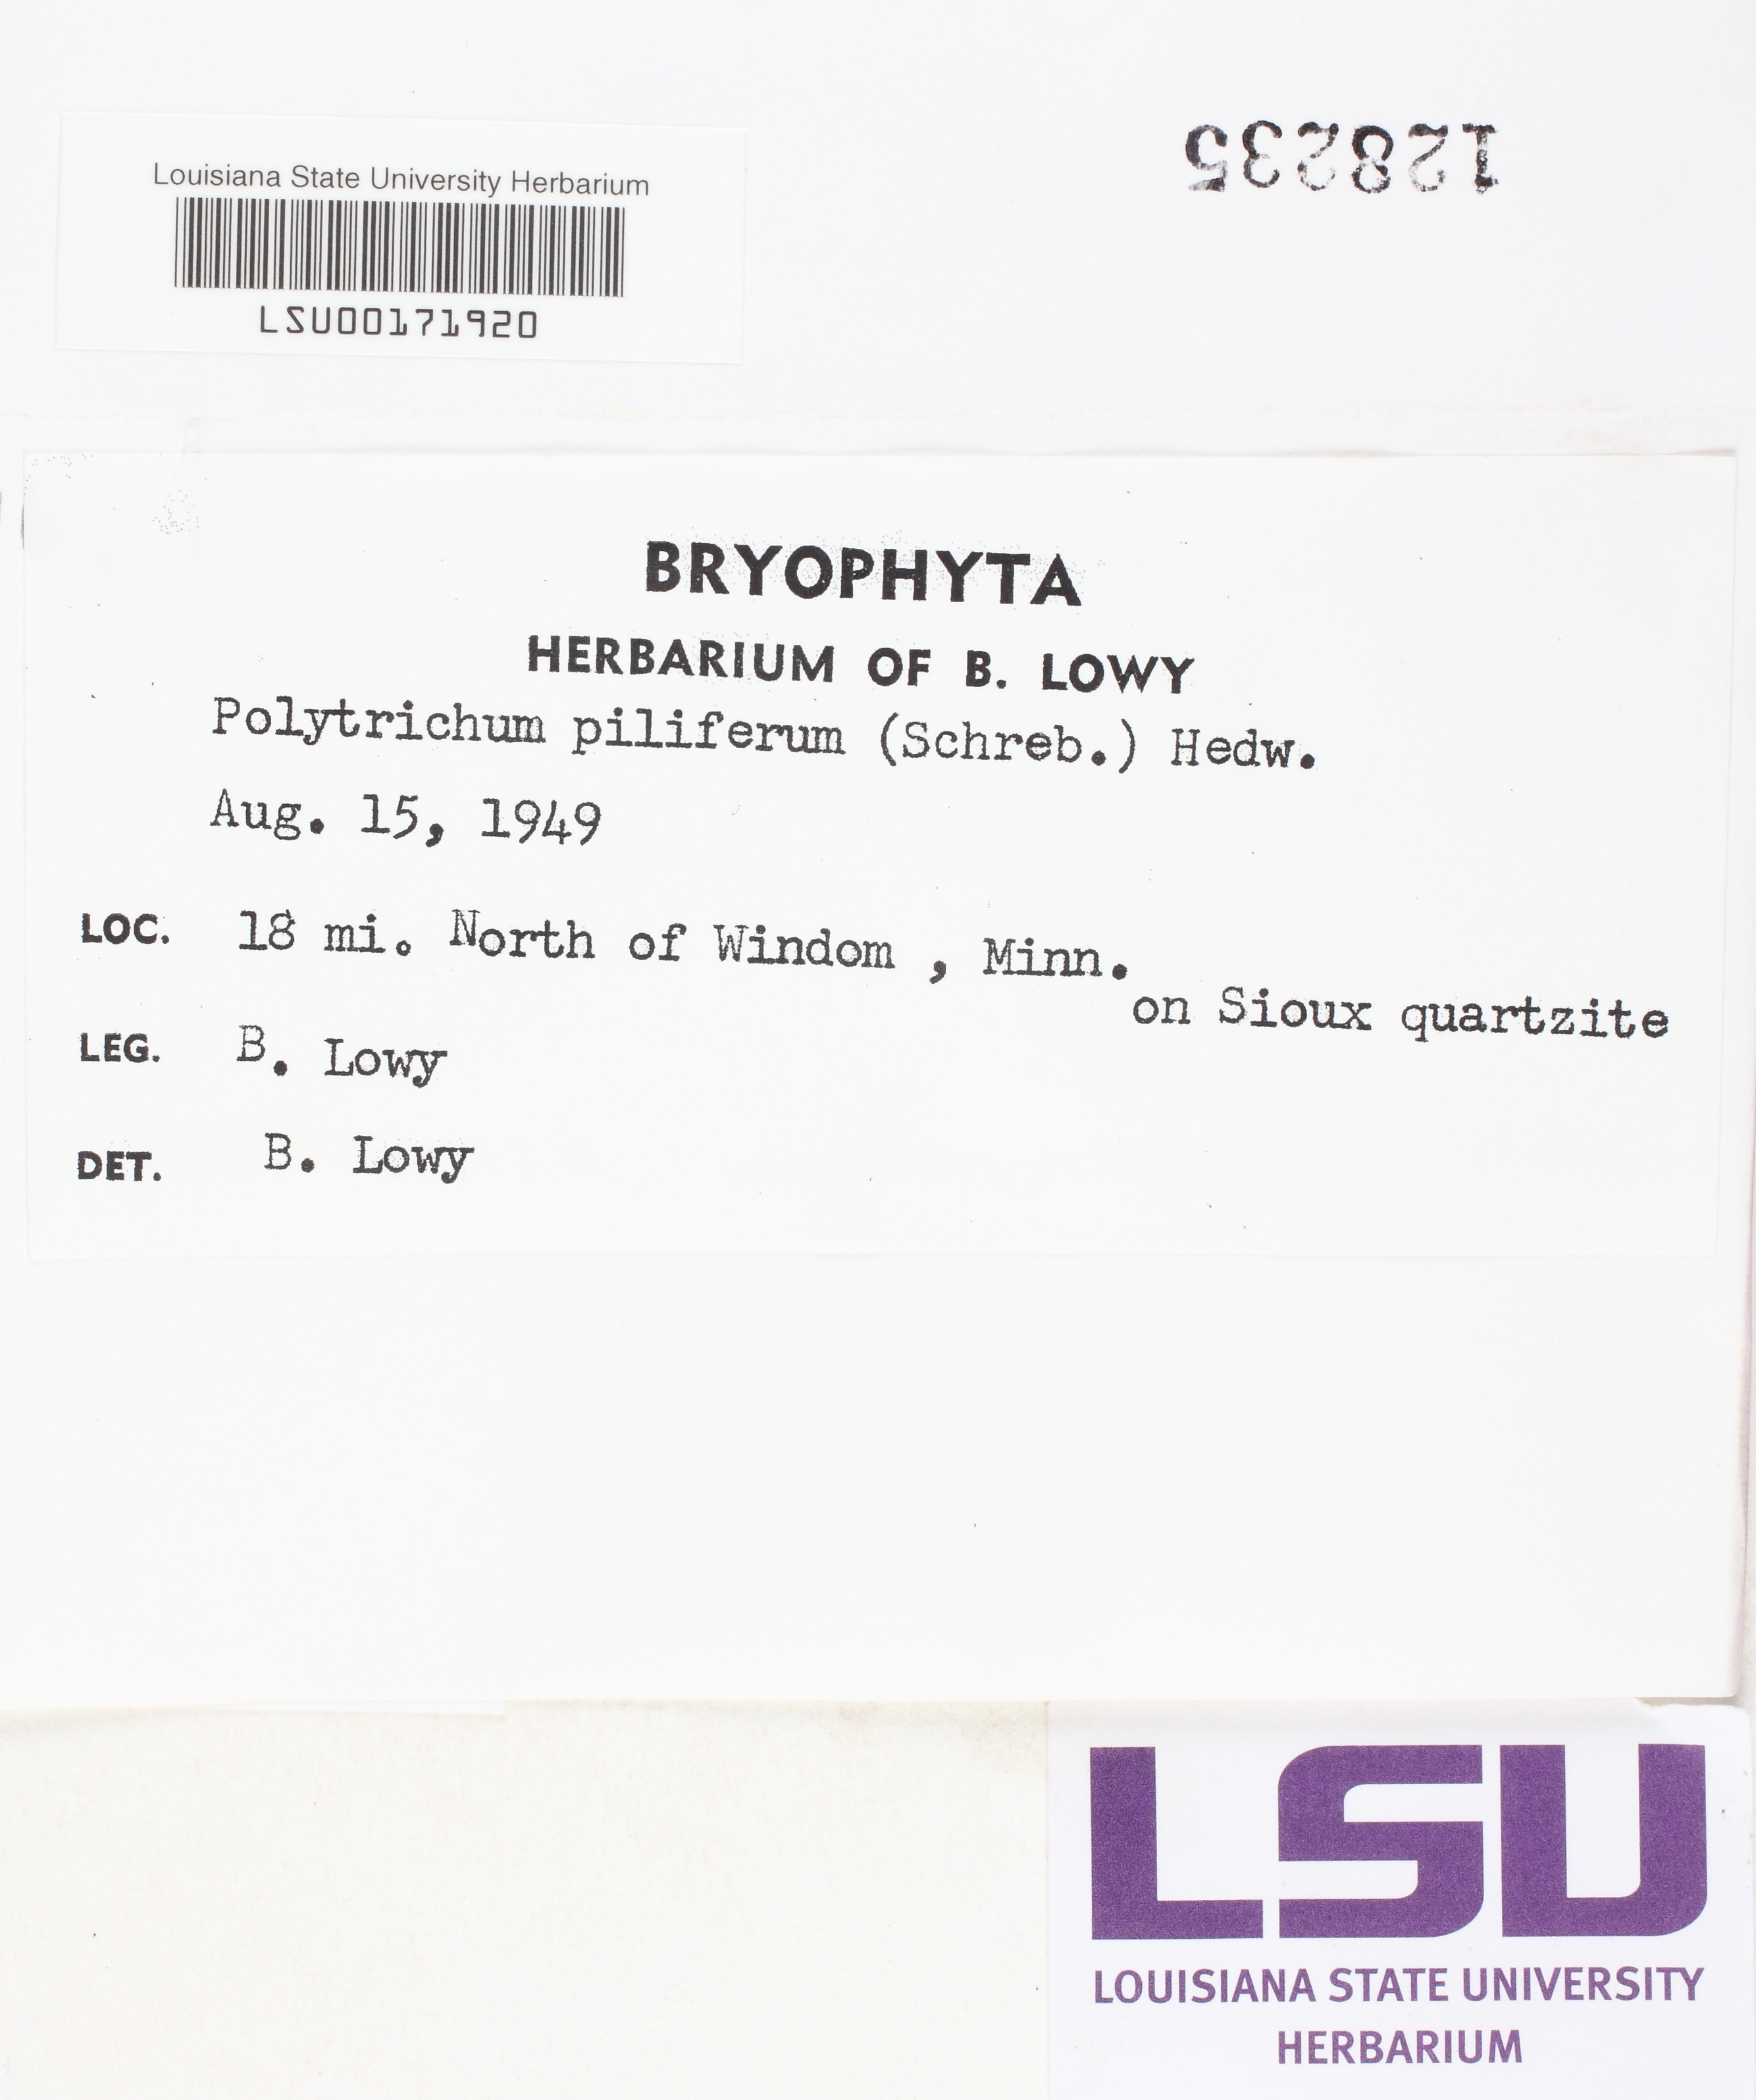 128235
Louisiana State University Herbarium
LSU00171920
BRYOPHYTA
HERBARIUM OF B. LOWY
Polytrichum piliferum (Schreb.) Hedw.
Aug. 15, 1949
LOC. 18 mi. North of Windom , Minn.
on Sioux quartzite
LEG. B. Lowy
DET. B. Lowy
LSU
LOUISIANA STATE UNIVERSITY
HERBARIUM